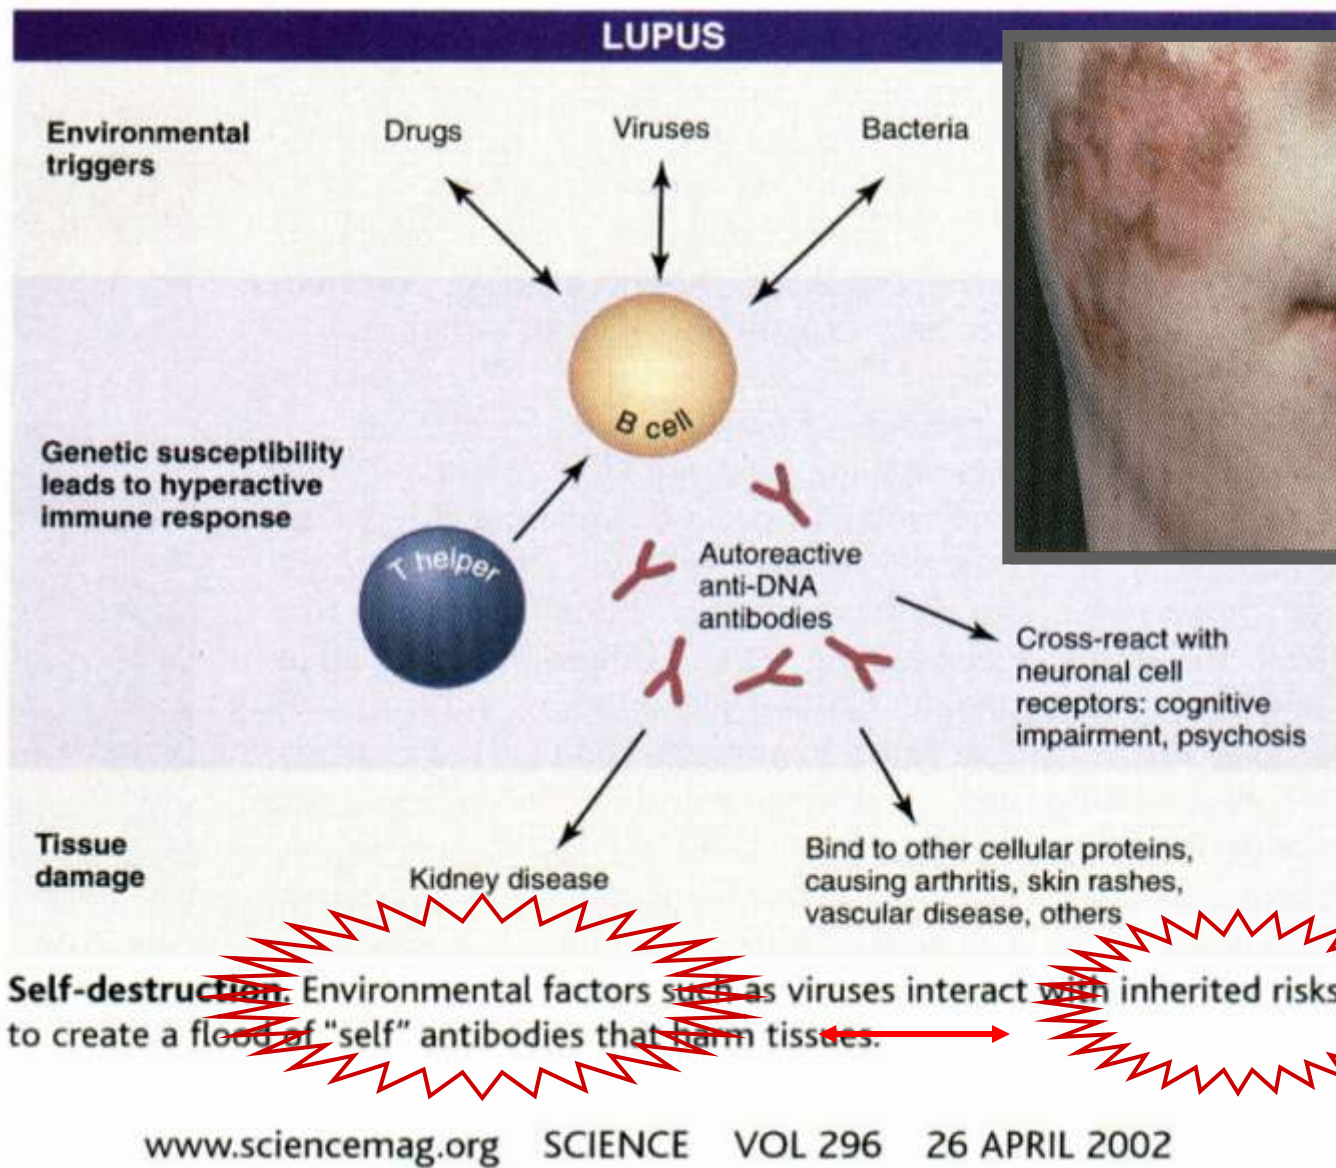 LUPUS
Environmental
triggers
Drugs
Viruses
Bacteria
B cell
Genetic susceptibility
leads to hyperactive
immune response
T helper
Autoreactive
anti-DNA
antibodies
Cross-react with
neuronal cell
receptors: cognitive
impairment, psychosis
Tissue
damage
Kidney disease
Bind to other cellular proteins,
causing arthritis, skin rashes,
vascular disease, others
Self-destruction. Environmental factors such as viruses interact with inherited risks
to create a flood of "self" antibodies that harm tissues.
www.sciencemag.org SCIENCE VOL 296 26 APRIL 2002